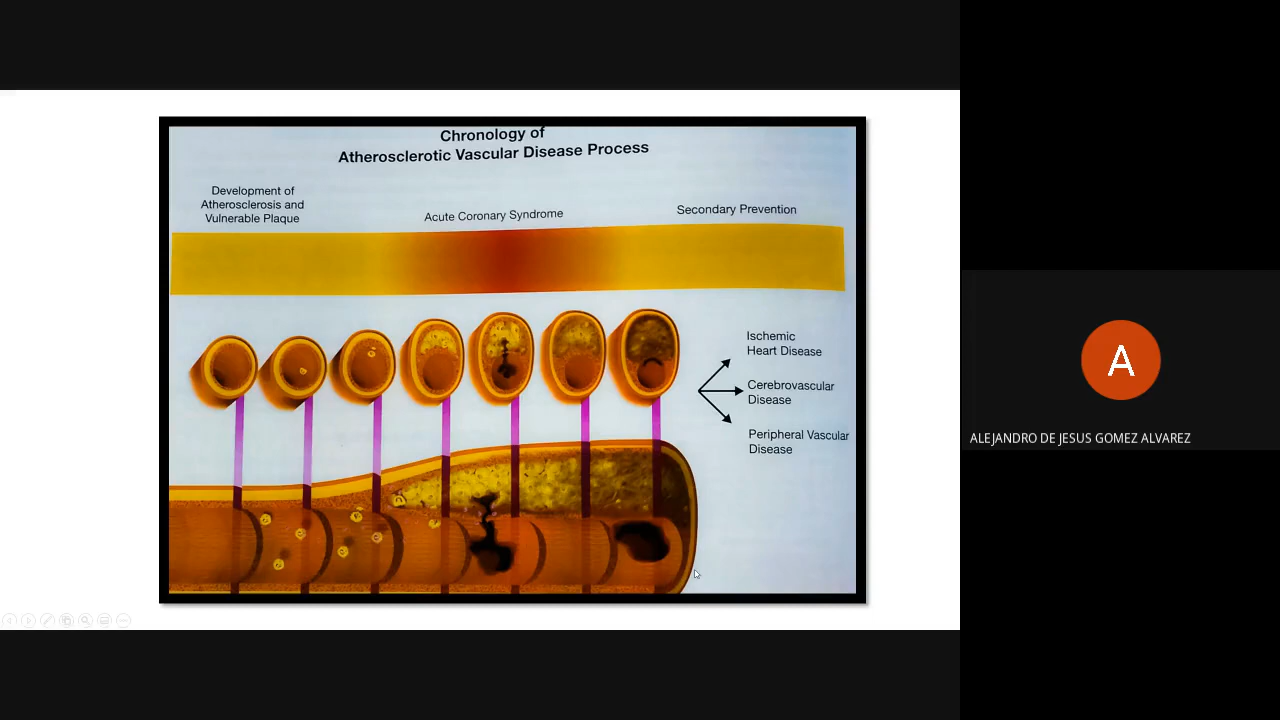 Chronology of
Atherosclerotic Vascular Disease Process
Development of
Atherosclerosis and
Vulnerable Plaque
Acute Coronary Syndrome
Secondary Prevention
Ischemic
Heart Disease
Cerebrovascular
Disease
Peripheral Vascular
Disease
A
ALEJANDRO DE JESUS GOMEZ ALVAREZ